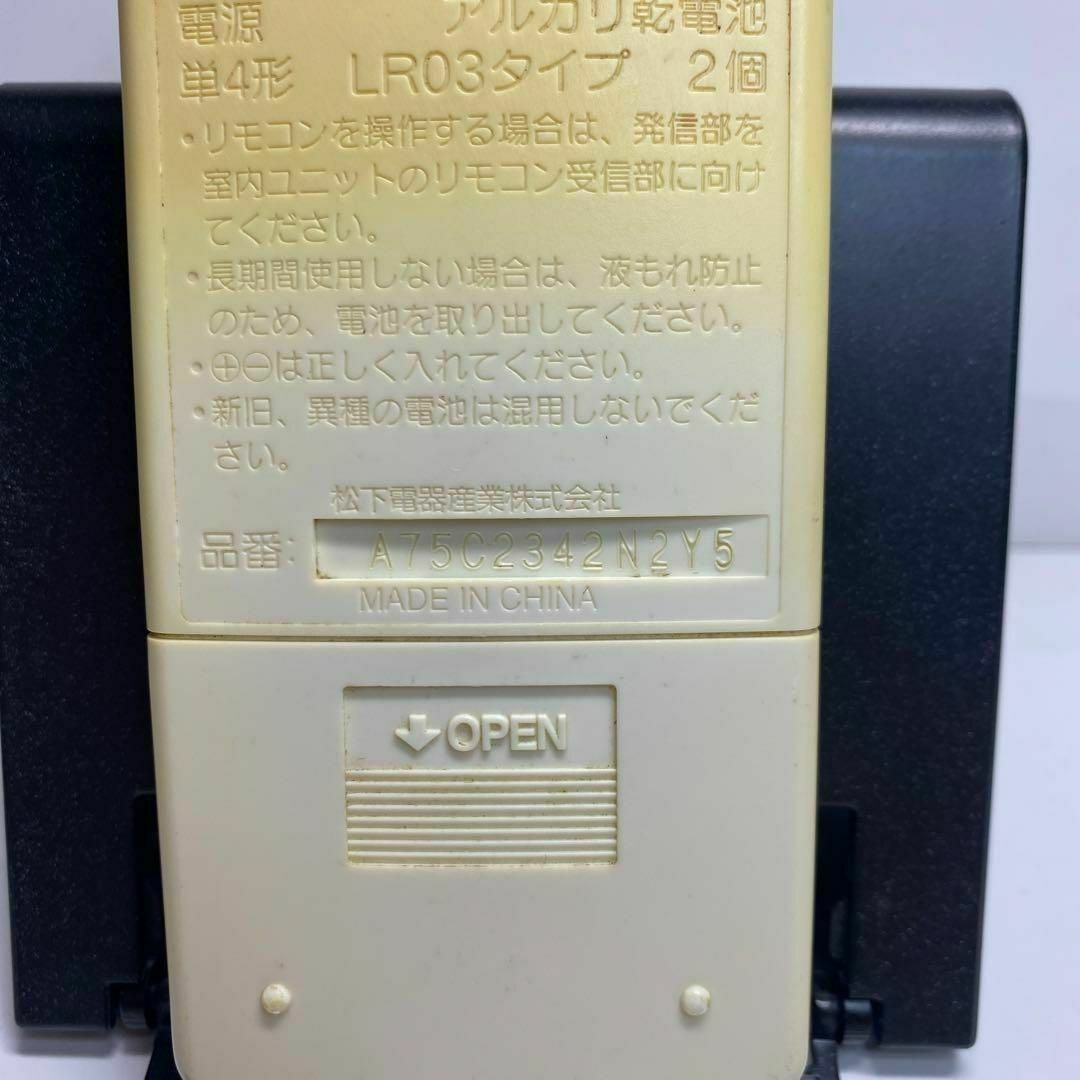 電源 アルカリ乾電池
単4形 LR03タイプ 2個
・リモコンを操作する場合は、発信部を
室内ユニットのリモコン受信部に向け
てください。
・長期間使用しない場合は、液もれ防止
のため、電池を取り出してください。
・⊕⊖は正しく入れてください。
・新旧、異種の電池は混用しないでくだ
さい。
松下電器産業株式会社
品番: A75C2342N2Y5
MADE IN CHINA
↓OPEN